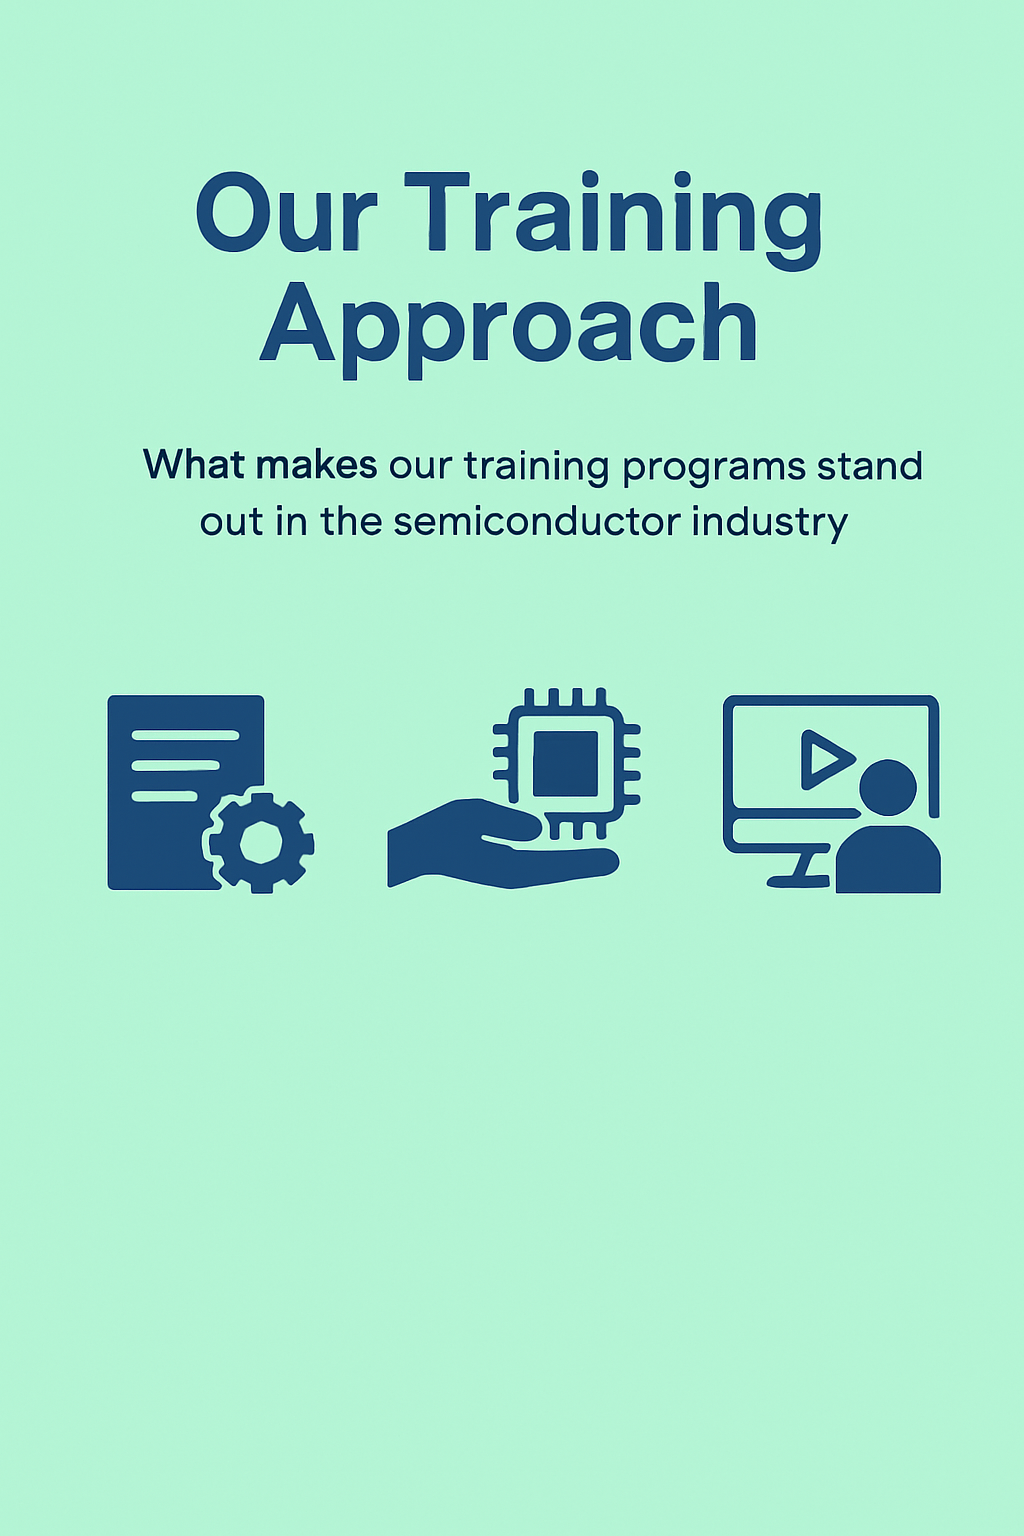 Our Training
Approach
What makes our training programs stand
out in the semiconductor industry